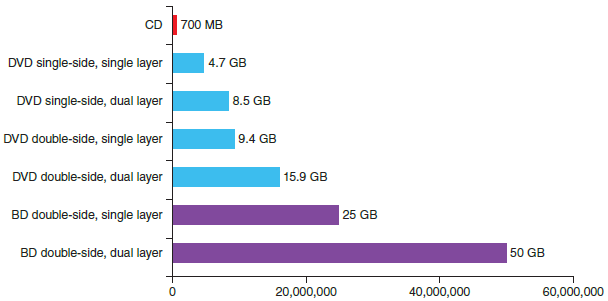 CD 700 MB
DVD single-side, single layer 4.7 GB
DVD single-side, dual layer 8.5 GB
DVD double-side, single layer 9.4 GB
DVD double-side, dual layer 15.9 GB
BD double-side, single layer 25 GB
BD double-side, dual layer 50 GB
0 20,000,000 40,000,000 60,000,000